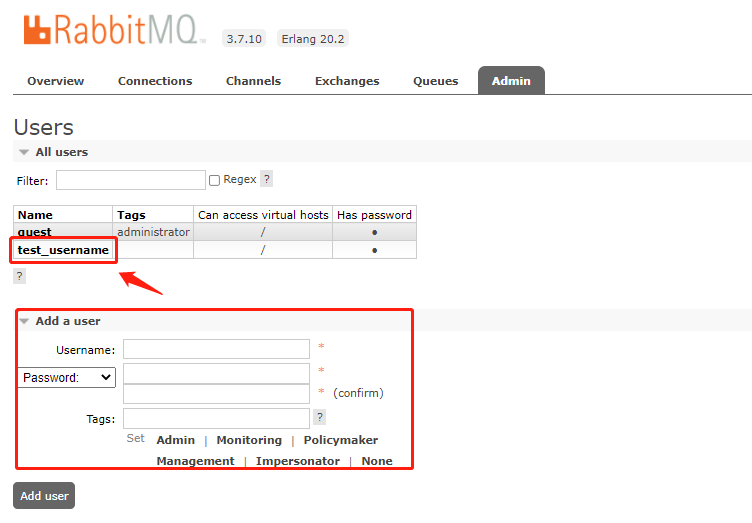 RabbitMQ TM 3.7.10 Erlang 20.2
Overview Connections Channels Exchanges Queues Admin
Users
All users
Filter: Regex ?
Name Tags Can access virtual hosts Has password
guest administrator / ●
test_username / ●
?
Add a user
Username: *
Password: *
* (confirm)
Tags: ?
Set Admin | Monitoring | Policymaker
Management | Impersonator | None
Add user